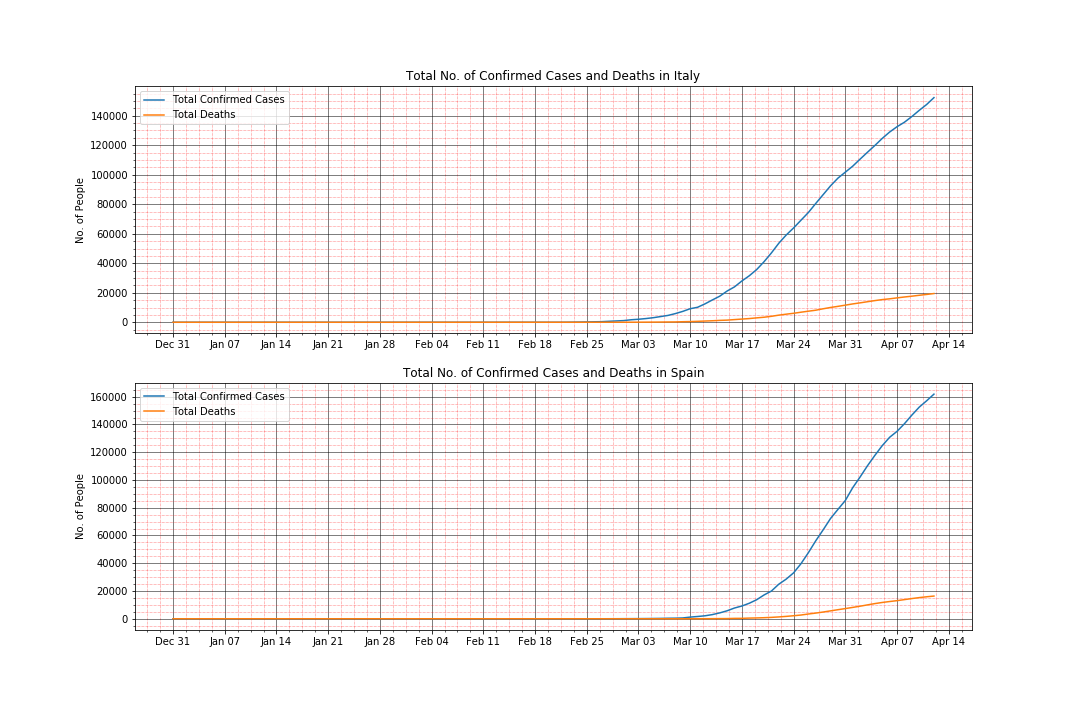 Total No. of Confirmed Cases and Deaths in Italy
Total Confirmed Cases
Total Deaths
No. of People
140000
120000
100000
80000
60000
40000
20000
0
Dec 31 Jan 07 Jan 14 Jan 21 Jan 28 Feb 04 Feb 11 Feb 18 Feb 25 Mar 03 Mar 10 Mar 17 Mar 24 Mar 31 Apr 07 Apr 14
Total No. of Confirmed Cases and Deaths in Spain
Total Confirmed Cases
Total Deaths
No. of People
160000
140000
120000
100000
80000
60000
40000
20000
0
Dec 31 Jan 07 Jan 14 Jan 21 Jan 28 Feb 04 Feb 11 Feb 18 Feb 25 Mar 03 Mar 10 Mar 17 Mar 24 Mar 31 Apr 07 Apr 14